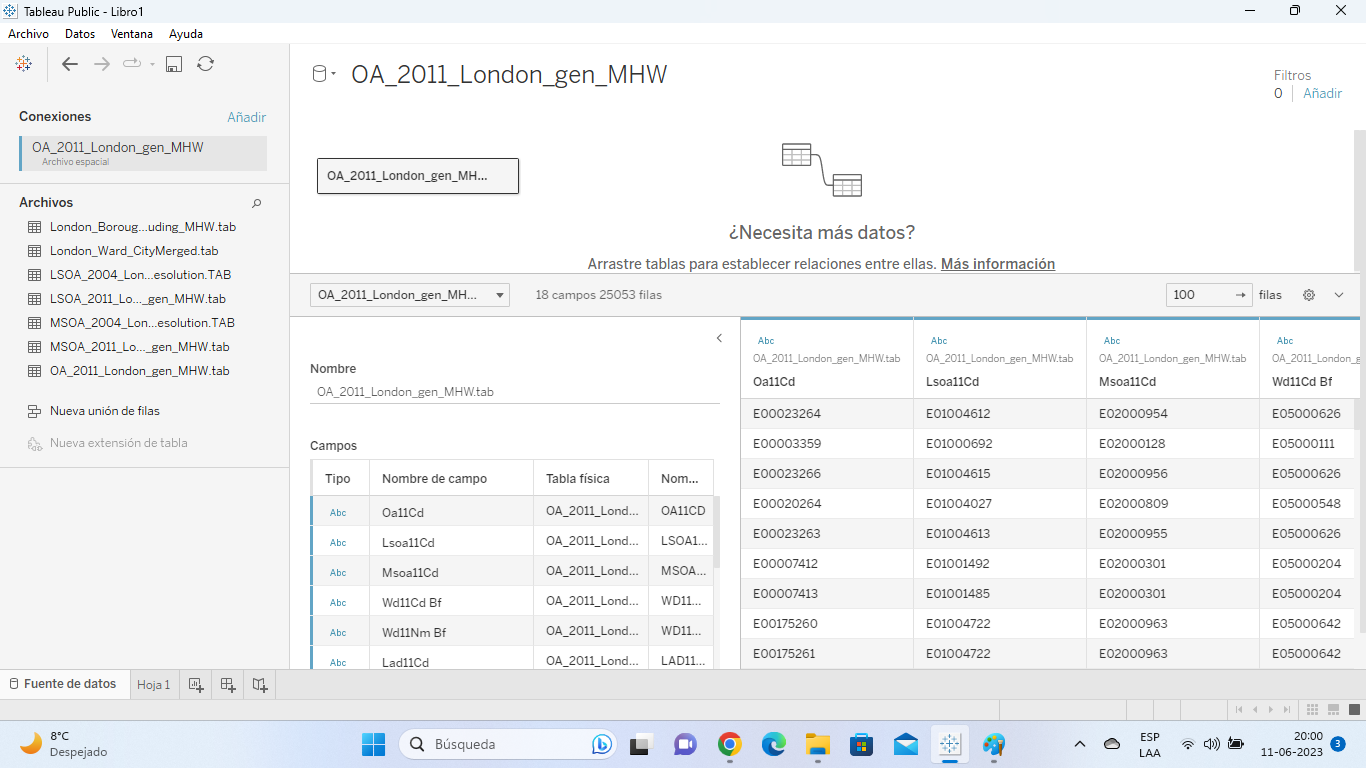 Tableau Public - Libro1
Archivo Datos Ventana Ayuda
Conexiones Añadir
OA_2011_London_gen_MHW
Archivo espacial
Archivos
London_Boroug...uding_MHW.tab
London_Ward_CityMerged.tab
LSOA_2004_Lon...esolution.TAB
LSOA_2011_Lo..._gen_MHW.tab
MSOA_2004_Lon...esolution.TAB
MSOA_2011_Lo..._gen_MHW.tab
OA_2011_London_gen_MHW.tab
Nueva unión de filas
Nueva extensión de tabla
OA_2011_London_gen_MHW
Filtros
0 Añadir
OA_2011_London_gen_MH...
¿Necesita más datos?
Arrastre tablas para establecer relaciones entre ellas. Más información
OA_2011_London_gen_MH... 18 campos 25053 filas 100 filas
Nombre
OA_2011_London_gen_MHW.tab
Campos
Tipo Nombre de campo Tabla física Nom...
Abc Oa11Cd OA_2011_Lond... OA11CD
Abc Lsoa11Cd OA_2011_Lond... LSOA1...
Abc Msoa11Cd OA_2011_Lond... MSOA...
Abc Wd11Cd Bf OA_2011_Lond... WD11...
Abc Wd11Nm Bf OA_2011_Lond... WD11...
Abc Lad11Cd OA_2011_Lond... LAD11...
Abc Abc Abc Abc
OA_2011_London_gen_MHW.tab OA_2011_London_gen_MHW.tab OA_2011_London_gen_MHW.tab OA_2011_London_g
Oa11Cd Lsoa11Cd Msoa11Cd Wd11Cd Bf
E00023264 E01004612 E02000954 E05000626
E00003359 E01000692 E02000128 E05000111
E00023266 E01004615 E02000956 E05000626
E00020264 E01004027 E02000809 E05000548
E00023263 E01004613 E02000955 E05000626
E00007412 E01001492 E02000301 E05000204
E00007413 E01001485 E02000301 E05000204
E00175260 E01004722 E02000963 E05000642
E00175261 E01004722 E02000963 E05000642
Fuente de datos Hoja 1
8°C
Despejado
Búsqueda
ESP
LAA
20:00
11-06-2023
3